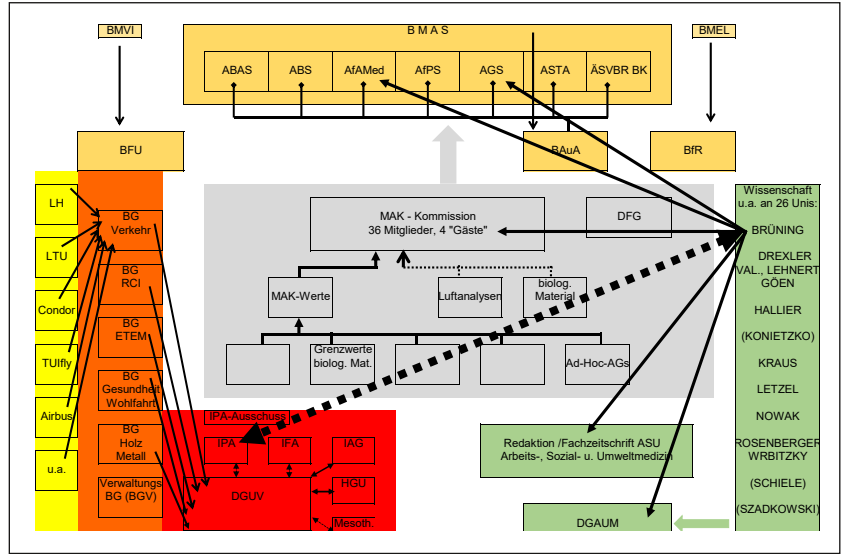 BMVI
B M A S
BMEL
ABAS
ABS
AfAMed
AfPS
AGS
ASTA
ÄSVBR BK
BFU
BAuA
BfR
LH
LTU
Condor
TUIfly
Airbus
u.a.
BG
Verkehr
BG
RCI
BG
ETEM
BG
Gesundheit
Wohlfahrt
BG
Holz
Metall
Verwaltungs
BG (BGV)
MAK - Kommission
36 Mitglieder, 4 "Gäste"
DFG
MAK-Werte
Luftanalysen
biolog.
Material
Grenzwerte
biolog. Mat.
Ad-Hoc-AGs
IPA-Ausschuss
IPA
IFA
IAG
DGUV
HGU
Mesoth.
Redaktion /Fachzeitschrift ASU
Arbeits-, Sozial- u. Umweltmedizin
DGAUM
Wissenschaft
u.a. an 26 Unis:
BRÜNING
DREXLER
VAL., LEHNERT
GÖEN
HALLIER
(KONIETZKO)
KRAUS
LETZEL
NOWAK
ROSENBERGER
WRBITZKY
(SCHIELE)
(SZADKOWSKI)